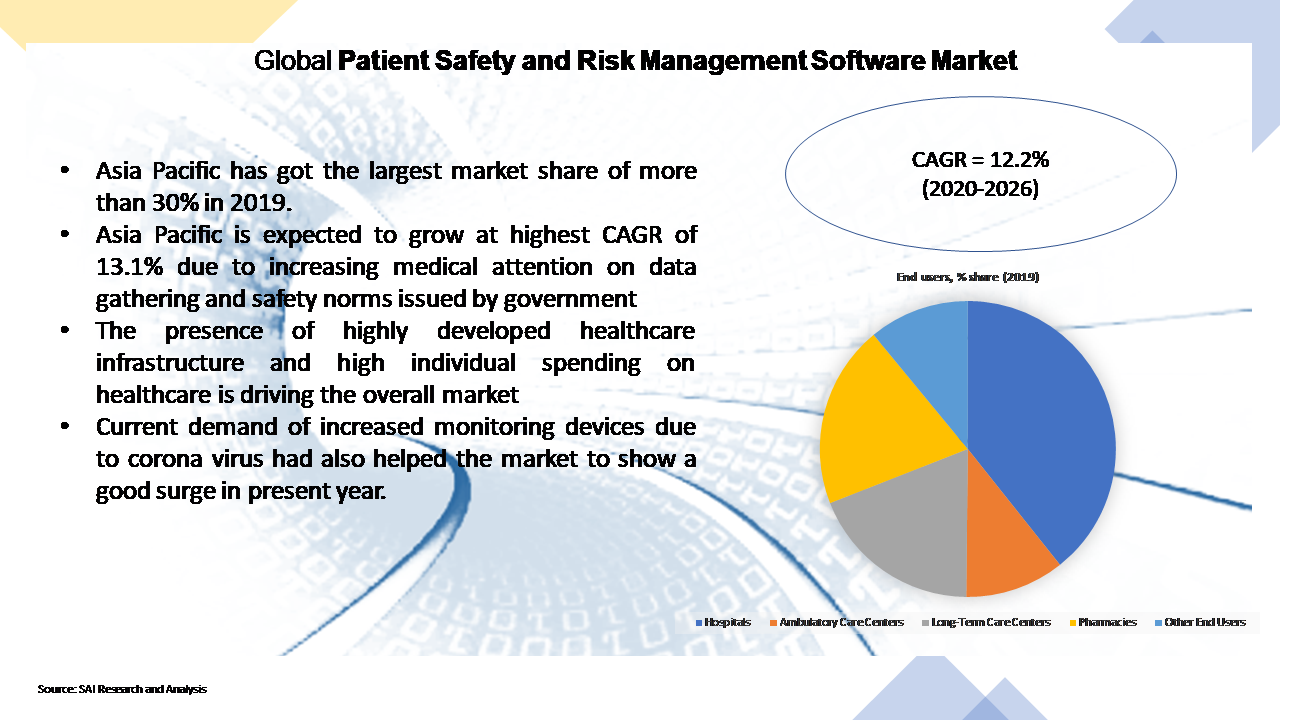 Global Patient Safety and Risk Management Software Market
• Asia Pacific has got the largest market share of more
than 30% in 2019.
• Asia Pacific is expected to grow at highest CAGR of
13.1% due to increasing medical attention on data
gathering and safety norms issued by government
• The presence of highly developed healthcare
infrastructure and high individual spending on
healthcare is driving the overall market
• Current demand of increased monitoring devices due
to corona virus had also helped the market to show a
good surge in present year.
CAGR = 12.2%
(2020-2026)
End users, % share (2019)
Hospitals Ambulatory Care Centers Long-Term Care Centers Pharmacies Other End Users
Source: SAI Research and Analysis